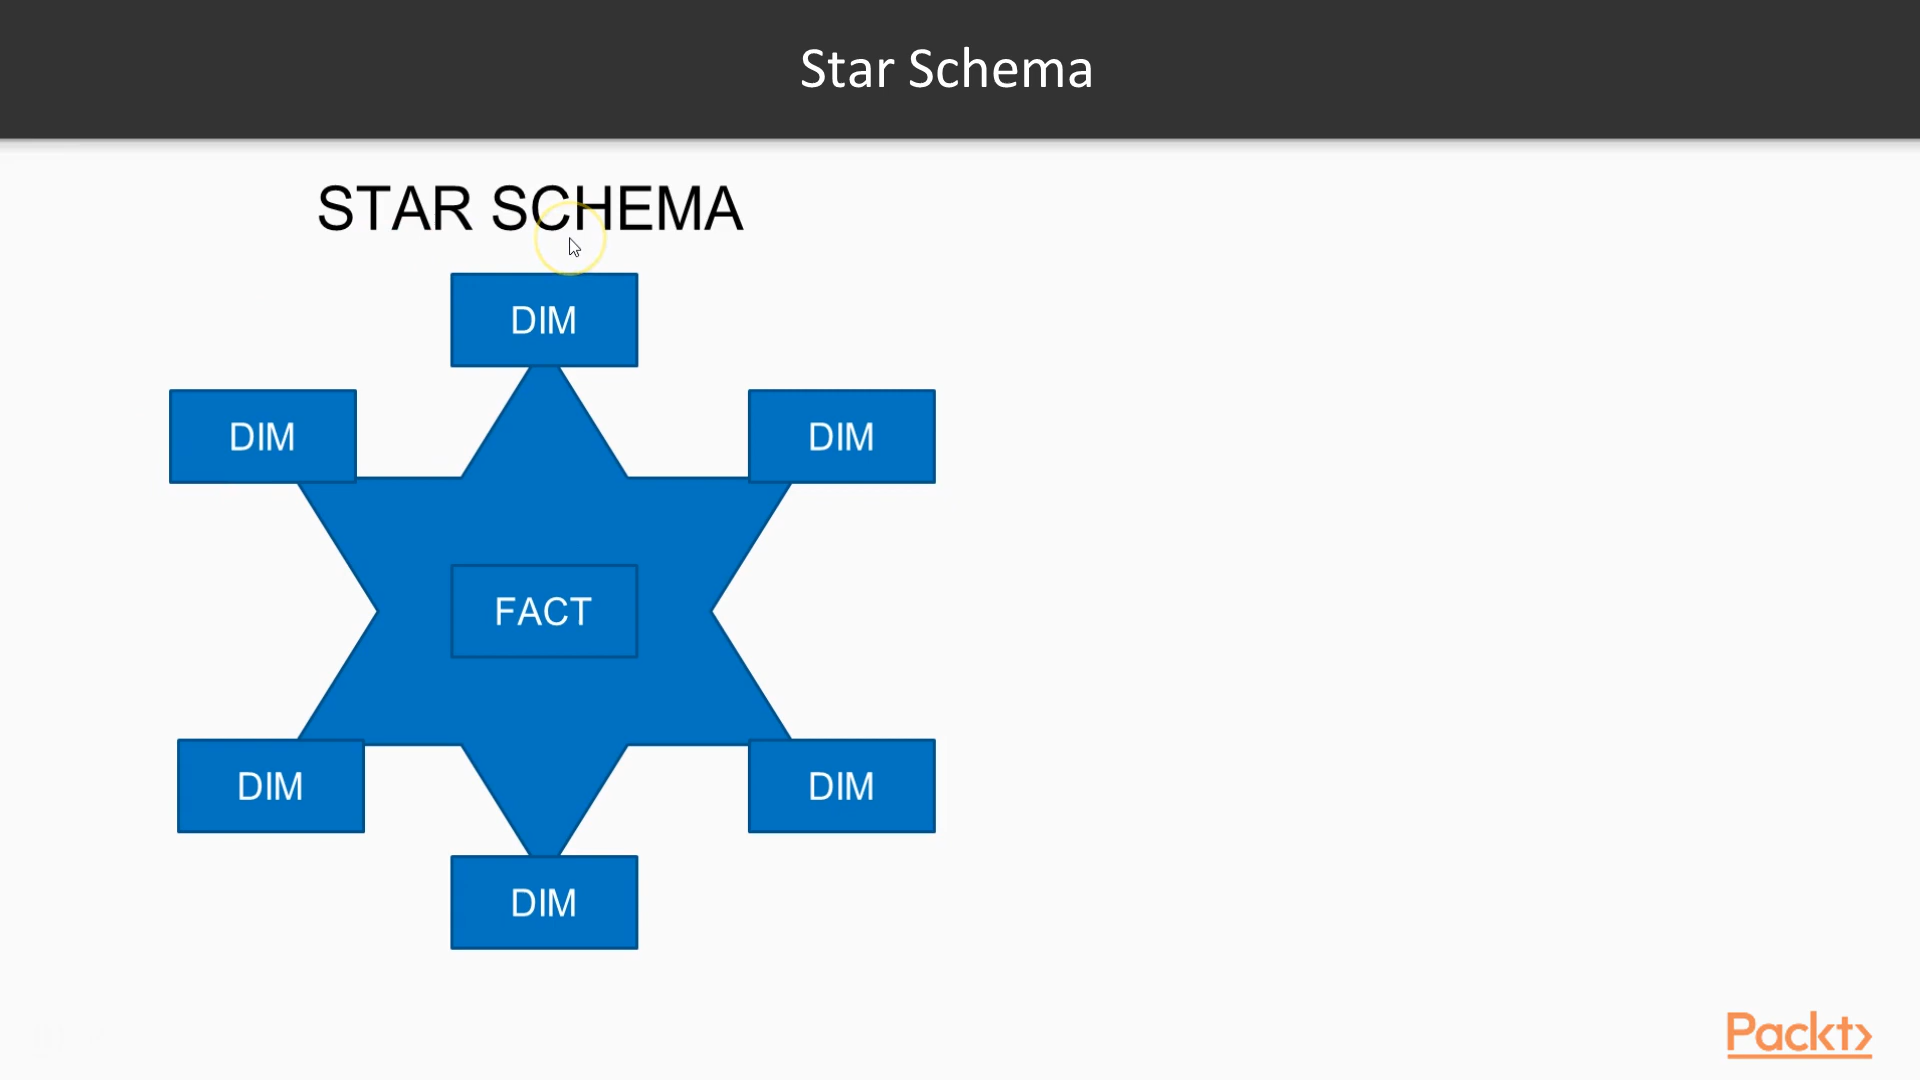 Star Schema
STAR SCHEMA
DIM
DIM
DIM
FACT
DIM
DIM
DIM
Packt